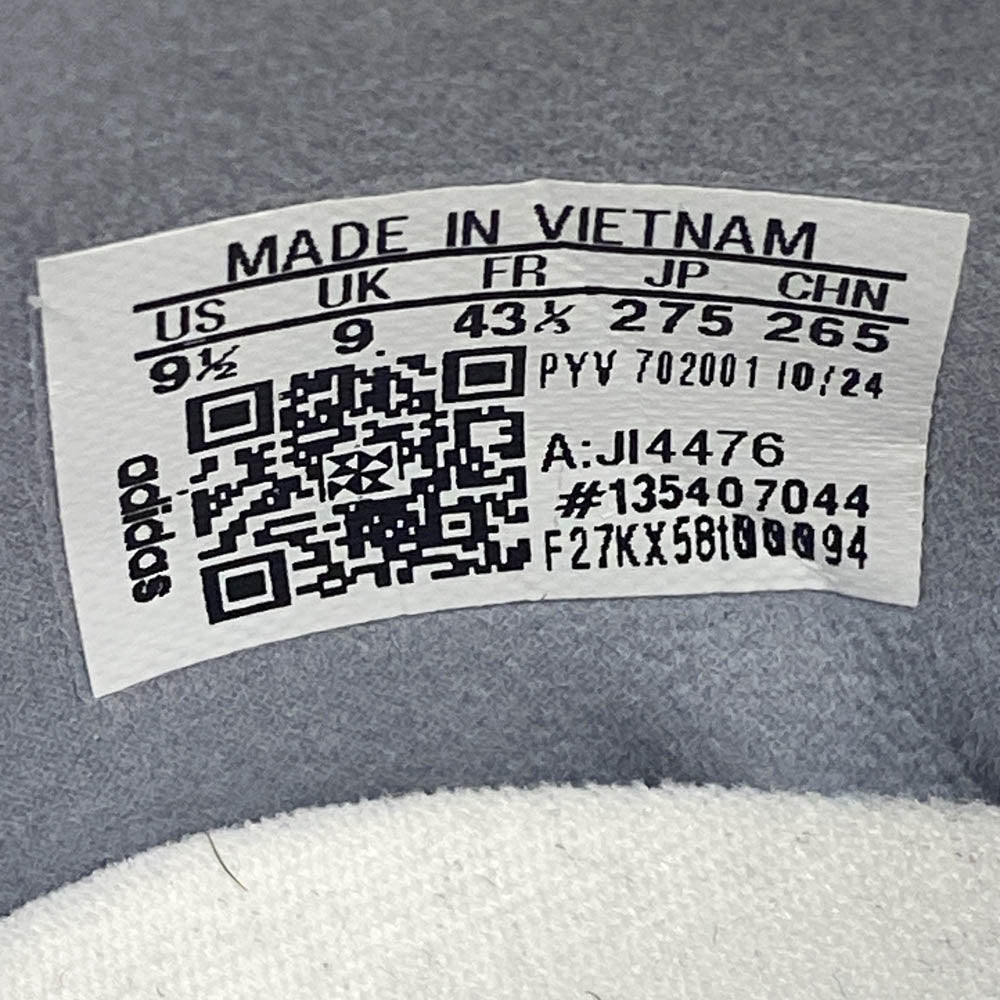 MADE IN VIETNAM
US UK FR JP CHN
9½ 9 43⅓ 275 265
PYV 702001 10/24
A:JI4476
#135407044
adidas